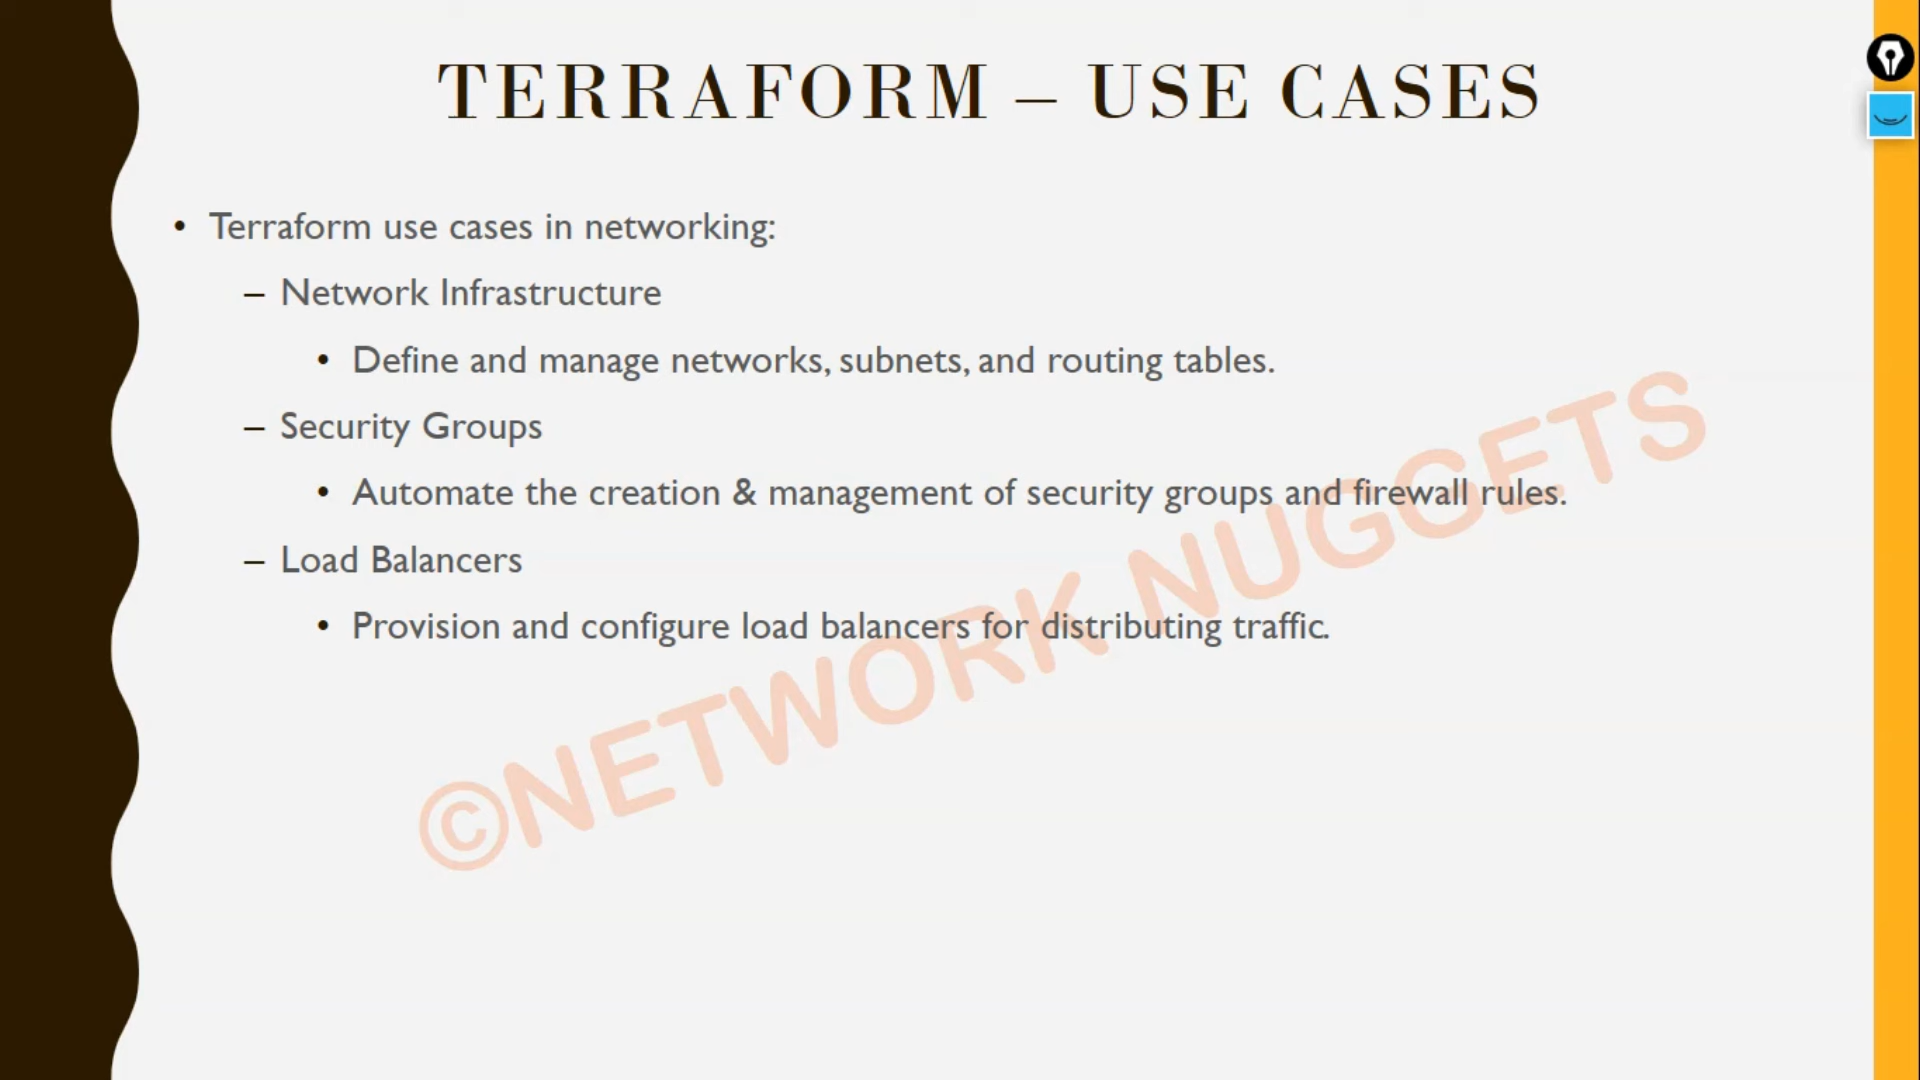 TERRAFORM – USE CASES
• Terraform use cases in networking:
– Network Infrastructure
• Define and manage networks, subnets, and routing tables.
– Security Groups
• Automate the creation & management of security groups and firewall rules.
– Load Balancers
• Provision and configure load balancers for distributing traffic.
©NETWORK NUGGETS